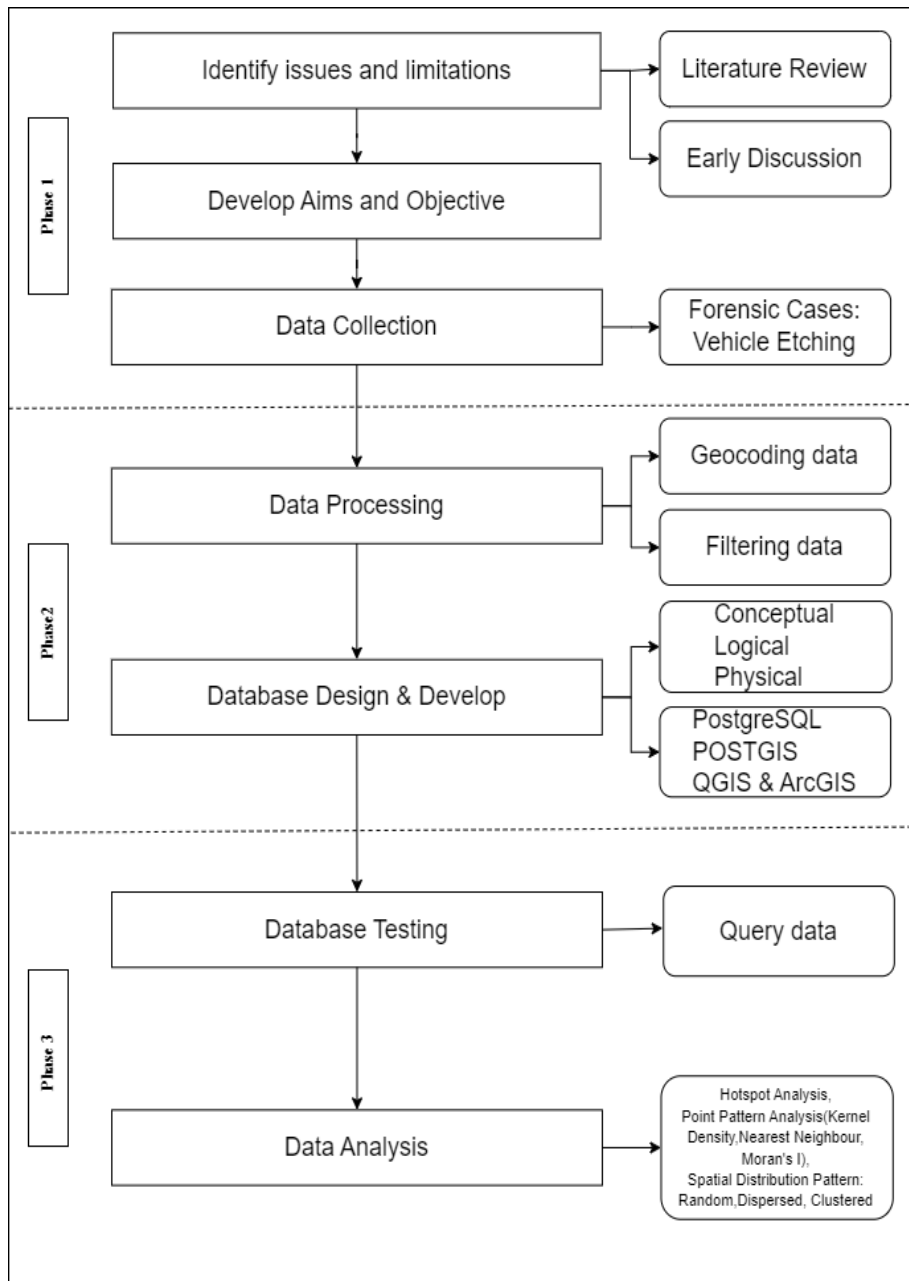 Identify issues and limitations
Literature Review
Early Discussion
Phase 1
Develop Aims and Objective
Data Collection
Forensic Cases:
Vehicle Etching
Data Processing
Geocoding data
Filtering data
Phase2
Database Design & Develop
Conceptual
Logical
Physical
PostgreSQL
POSTGIS
QGIS & ArcGIS
Database Testing
Query data
Phase 3
Data Analysis
Hotspot Analysis,
Point Pattern Analysis(Kernel
Density,Nearest Neighbour,
Moran's I),
Spatial Distribution Pattern:
Random,Dispersed, Clustered